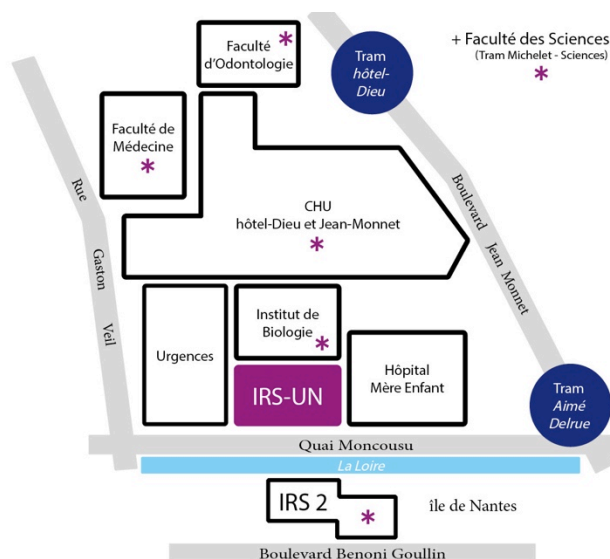 Faculté *
d'Odontologie
Tram
hôtel-
Dieu
+ Faculté des Sciences
(Tram Michelet - Sciences)
*
Faculté de
Médecine
*
Rue
Gaston
Veil
CHU
hôtel-Dieu et Jean-Monnet
*
Boulevard
Jean Monnet
Urgences
Institut de
Biologie *
IRS-UN
Hôpital
Mère Enfant
Tram
Aimé
Delrue
Quai Moncousu
La Loire
IRS 2
*
île de Nantes
Boulevard Benoni Goullin